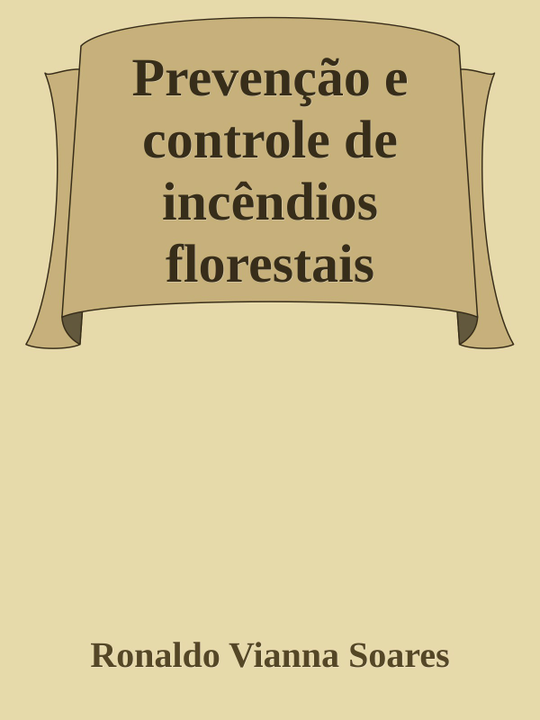 Prevenção e
controle de
incêndios
florestais
Ronaldo Vianna Soares